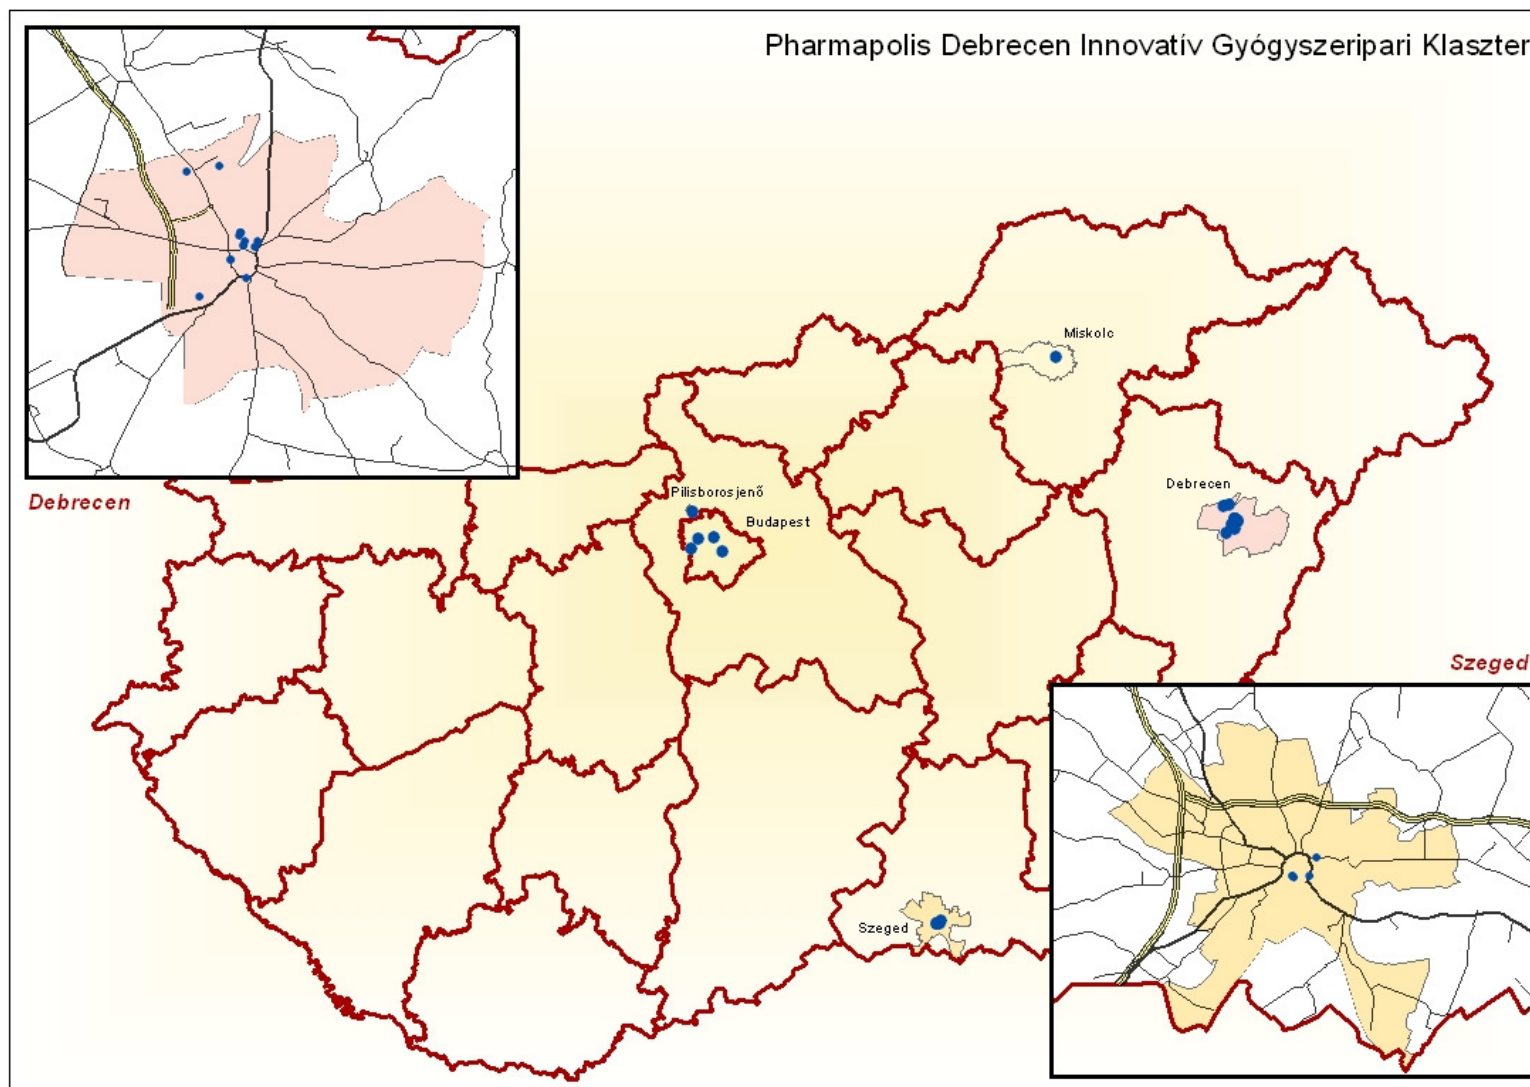 Pharmapolis Debrecen Innovatív Gyógyszeripari Klaszter
Miskolc
Debrecen
Debrecen
Pilisborosjenő
Budapest
Szeged
Szeged